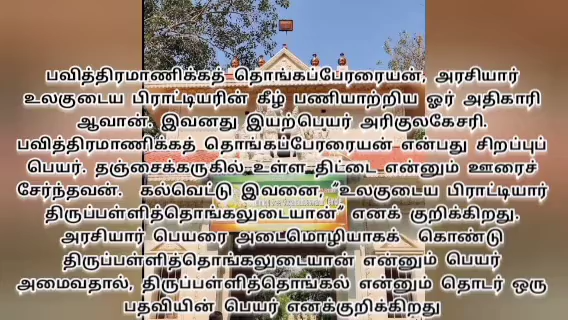 பவித்திரமாணிக்கத் தொங்கப்பேரரையன், அரசியார்
உலகுடைய பிராட்டியரின் கீழ் பணியாற்றிய ஓர் அதிகாரி
ஆவான். இவனது இயற்பெயர் அரிகுலகேசரி.
பவித்திரமாணிக்கத் தொங்கப்பேரரையன் என்பது சிறப்புப்
பெயர். தஞ்சைக்கருகில் உள்ள திட்டை என்னும் ஊரைச்
சேர்ந்தவன். கல்வெட்டு இவனை, "உலகுடைய பிராட்டியார்
திருப்பள்ளித்தொங்கலுடையான்" எனக் குறிக்கிறது.
அரசியார் பெயரை அடைமொழியாகக் கொண்டு
திருப்பள்ளித்தொங்கலுடையான் என்னும் பெயர்
அமைவதால், திருப்பள்ளித்தொங்கல் என்னும் தொடர் ஒரு
பதவியின் பெயர் எனக்குறிக்கிறது